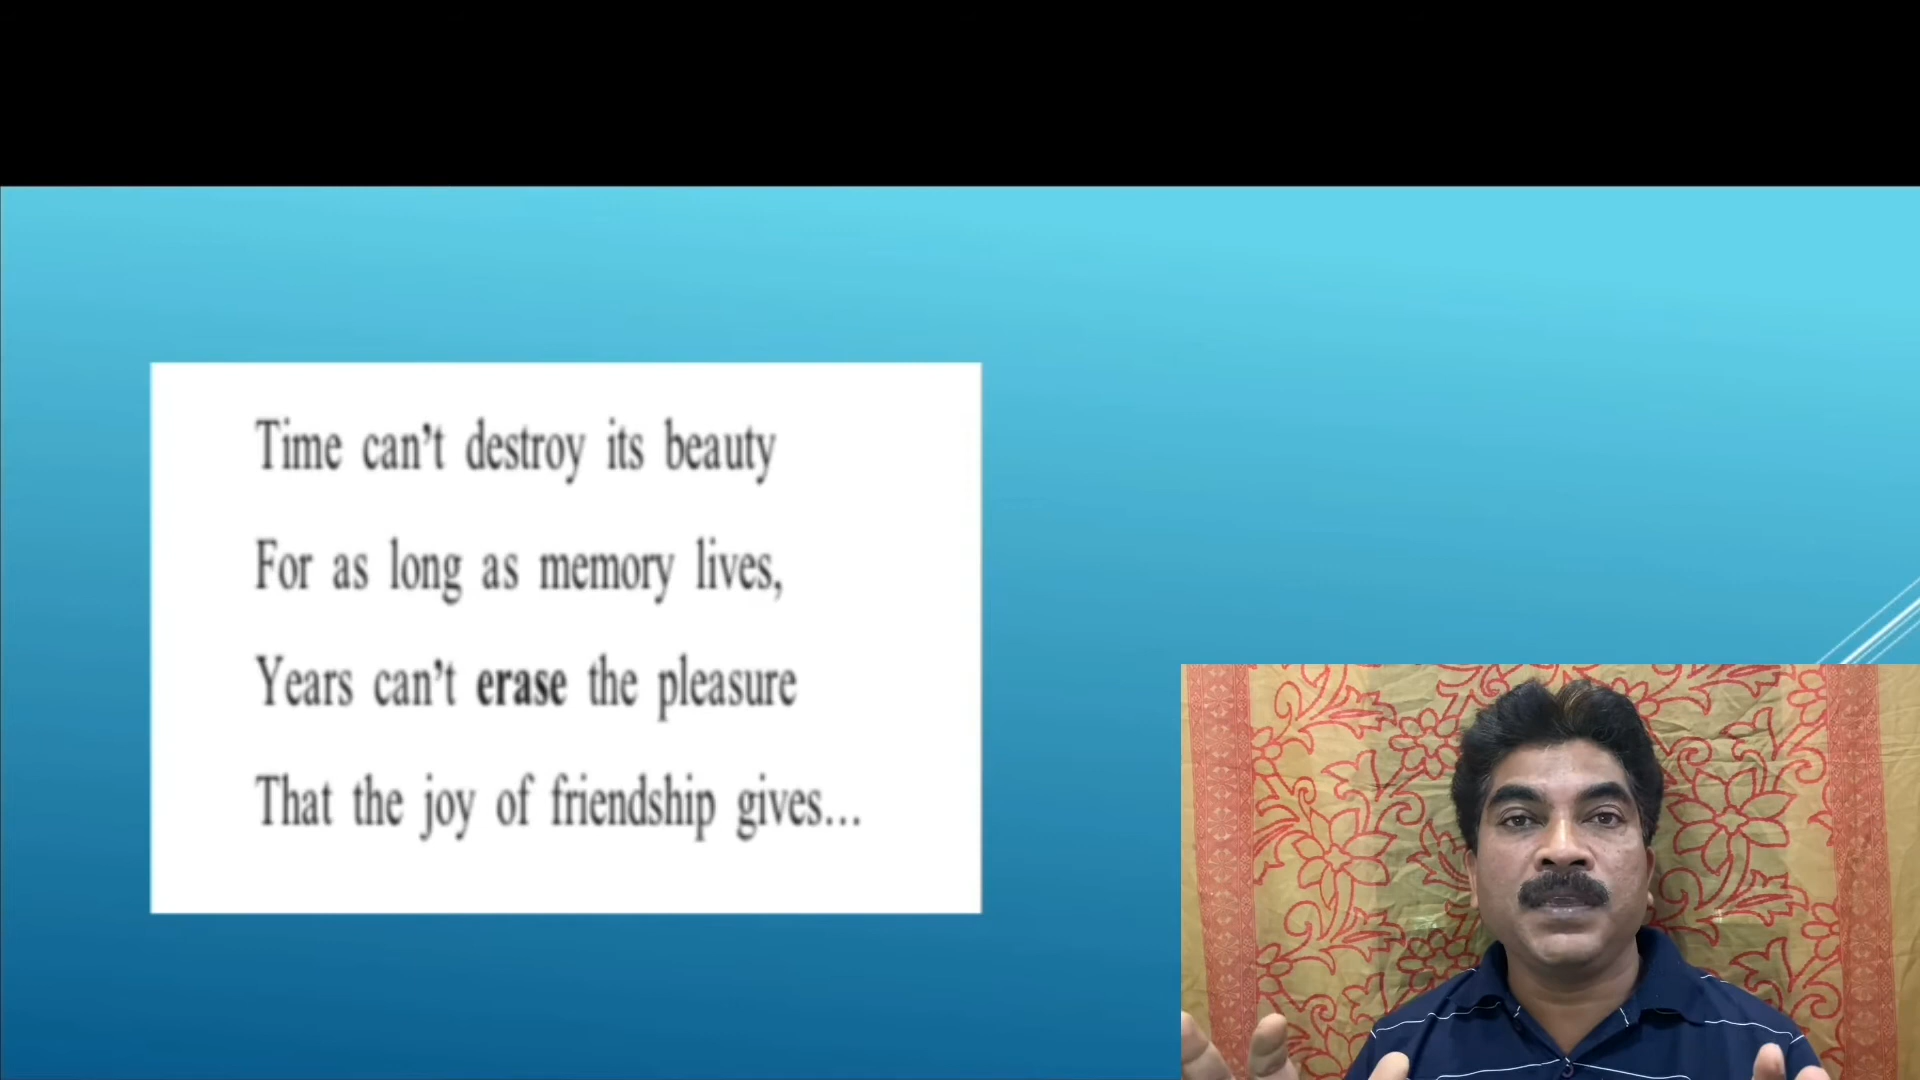 Time can't destroy its beauty
For as long as memory lives,
Years can't erase the pleasure
That the joy of friendship gives...